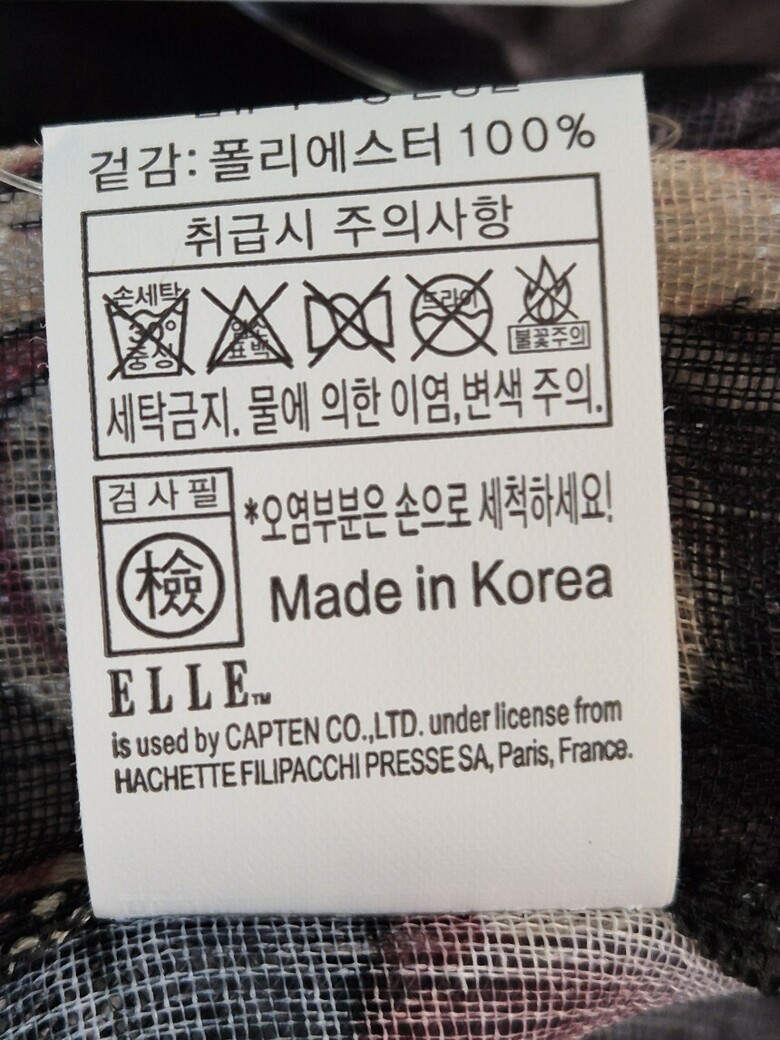 겉감: 폴리에스터 100%
취급시 주의사항
손세탁
30°
중성
염소
표백
드라이
불꽃주의
세탁금지. 물에 의한 이염,변색 주의.
검사필
檢
*오염부분은 손으로 세척하세요!
Made in Korea
ELLE™
is used by CAPTEN CO.,LTD. under license from
HACHETTE FILIPACCHI PRESSE SA, Paris, France.